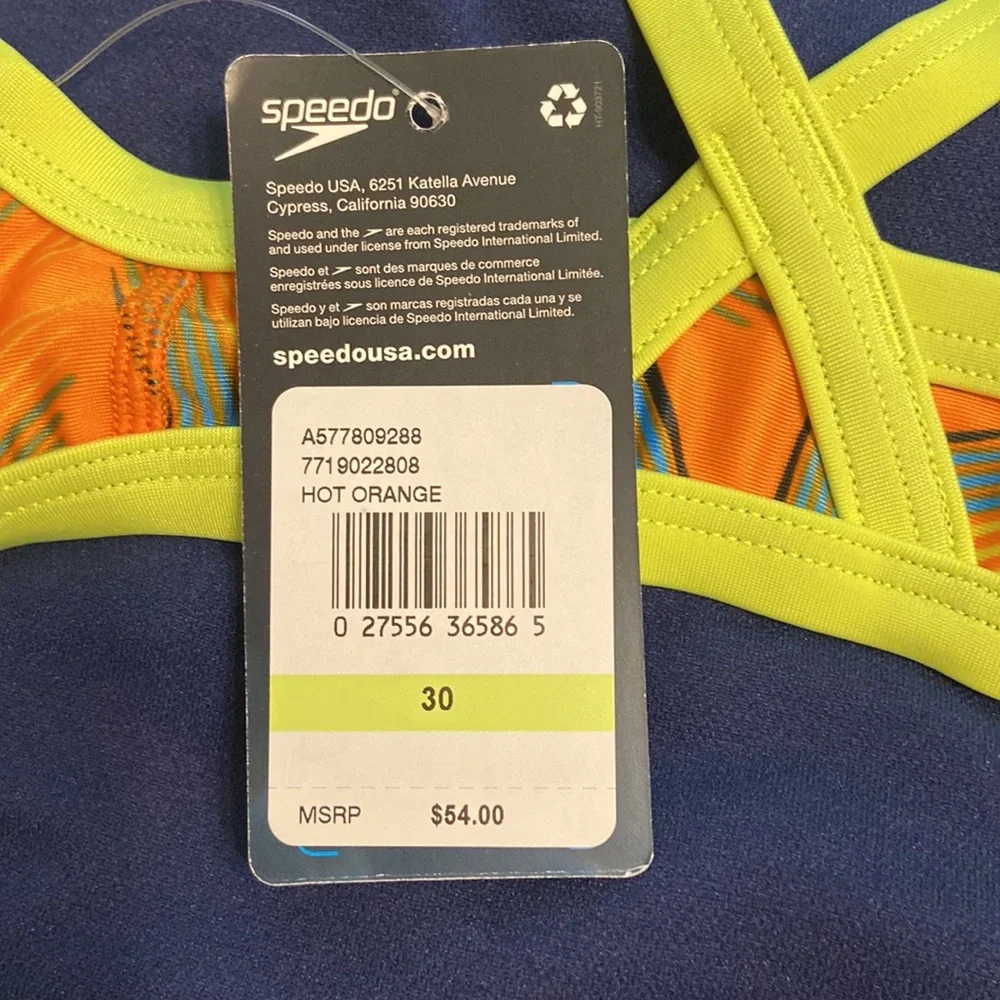 speedo®
HT-903721
Speedo USA, 6251 Katella Avenue
Cypress, California 90630
Speedo and the are each registered trademarks of
and used under license from Speedo International Limited.
Speedo et sont des marques de commerce
enregistrées sous licence de Speedo International Limitée.
Speedo y et son marcas registradas cada una y se
utilizan bajo licencia de Speedo International Limited.
speedousa.com
A577809288
7719022808
HOT ORANGE
0 27556 36586 5
30
MSRP $54.00